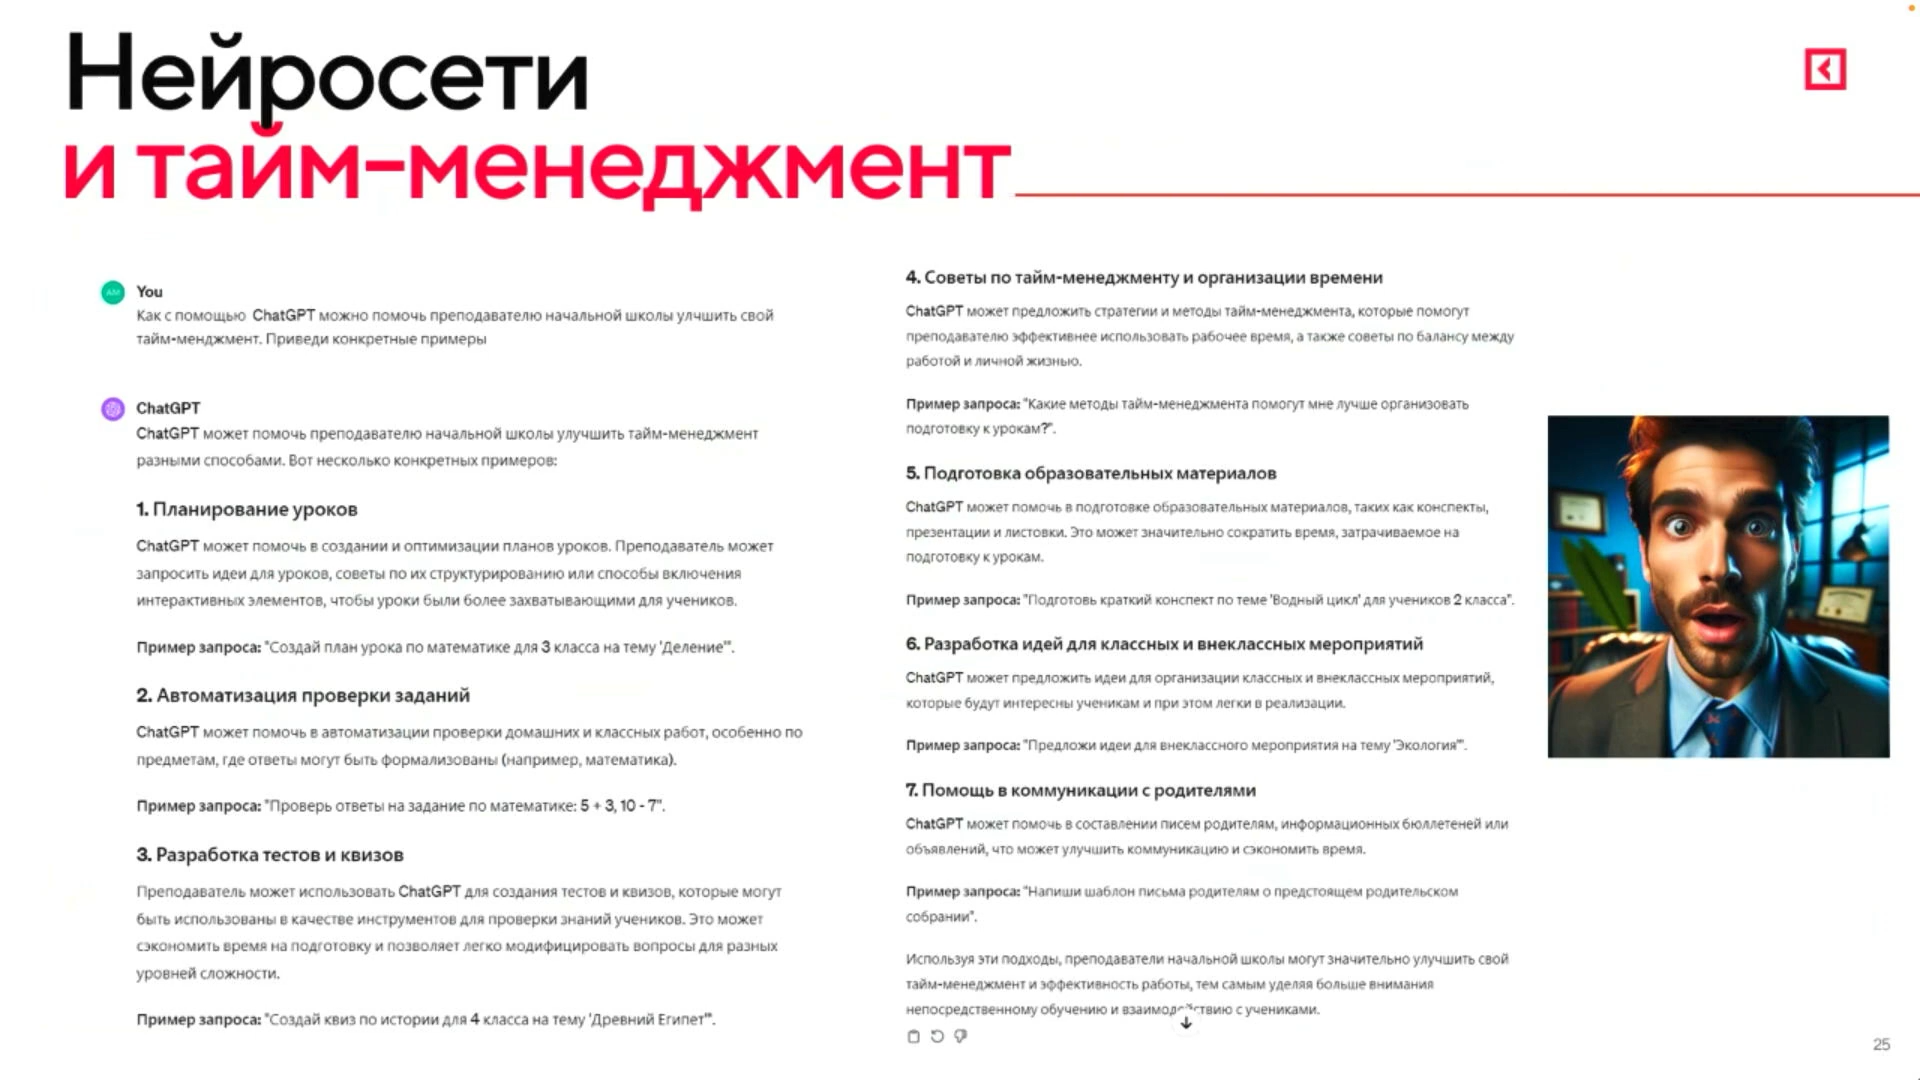 Нейросети
и тайм-менеджмент
AM
You
Как с помощью ChatGPT можно помочь преподавателю начальной школы улчшить свой
тайм-менджмент. Приведи конкретные примеры
ChatGPT
ChatGPT может помочь преподавателю начальной школы улучшить тайм-менеджмент
разными способами. Вот несколько конкретных примеров:
1. Планирование уроков
ChatGPT может помочь в создании и оптимизации планов уроков. Преподаватель может
запросить идеи для уроков, советы по их структурированию или способы включения
интерактивных элементов, чтобы уроки были более захватывающими для учеников.
Пример запроса: "Создай план урока по математике для 3 класса на тему 'Деление'".
2. Автоматизация проверки заданий
ChatGPT может помочь в автоматизации проверки домашних и классных работ, особенно по
предметам, где ответы могут быть формализованы (например, математика).
Пример запроса: "Проверь ответы на задание по математике: 5 + 3, 10 - 7".
3. Разработка тестов и квизов
Преподаватель может использовать ChatGPT для создания тестов и квизов, которые могут
быть использованы в качестве инструментов для проверки знаний учеников. Это может
сэкономить время на подготовку и позволяет легко модифицировать вопросы для разных
уровней сложности.
Пример запроса: "Создай квиз по истории для 4 класса на тему 'Древний Египет'".
4. Советы по тайм-менеджменту и организации времени
ChatGPT может предложить стратегии и методы тайм-менеджмента, которые помогут
преподавателю эффективнее использовать рабочее время, а также советы по балансу между
работой и личной жизнью.
Пример запроса: "Какие методы тайм-менеджмента помогут мне лучше организовать
подготовку к урокам?".
5. Подготовка образовательных материалов
ChatGPT может помочь в подготовке образовательных материалов, таких как конспекты,
презентации и листовки. Это может значительно сократить время, затрачиваемое на
подготовку к урокам.
Пример запроса: "Подготовь краткий конспект по теме 'Водный цикл' для учеников 2 класса".
6. Разработка идей для классных и внеклассных мероприятий
ChatGPT может предложить идеи для организации классных и внеклассных мероприятий,
которые будут интересны ученикам и при этом легки в реализации.
Пример запроса: "Предложи идеи для внеклассного мероприятия на тему 'Экология'".
7. Помощь в коммуникации с родителями
ChatGPT может помочь в составлении писем родителям, информационных бюллетеней или
объявлений, что может улучшить коммуникацию и сэкономить время.
Пример запроса: "Напиши шаблон письма родителям о предстоящем родительском
собрании".
Используя эти подходы, преподаватели начальной школы могут значительно улучшить свой
тайм-менеджмент и эффективность работы, тем самым уделяя больше внимания
непосредственному обучению и взаимодействию с учениками.
25